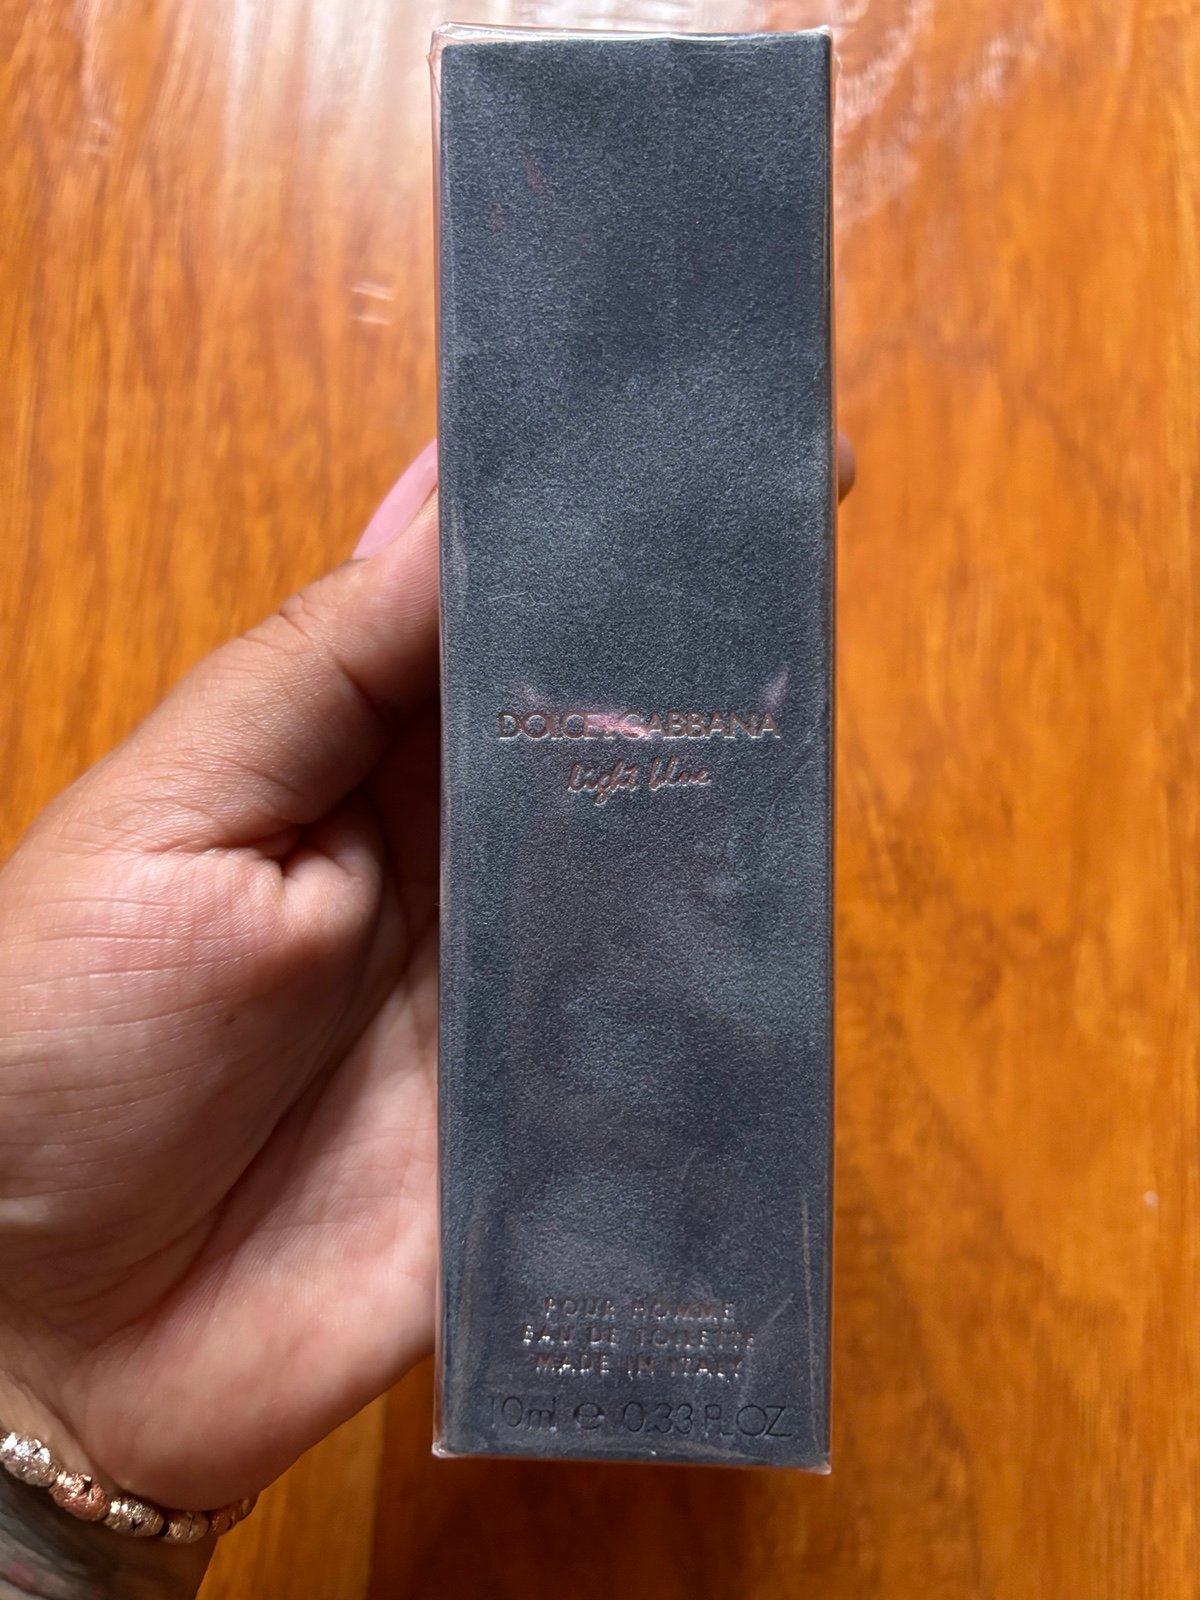 DOLCE & GABBANA
light blue
POUR HOMME
EAU DE TOILETTE
MADE IN ITALY
10ml ℮ 0.33 FL.OZ.